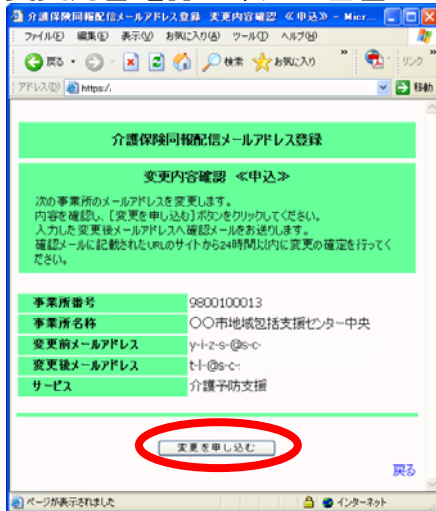 介護保険同報配信メールアドレス登録 変更内容確認 ≪申込≫ - Micr...
ファイル(F) 編集(E) 表示(V) お気に入り(A) ツール(T) ヘルプ(H)
戻る 検索 お気に入り リンク
アドレス(D) https:/ 移動
介護保険同報配信メールアドレス登録
変更内容確認 ≪申込≫
次の事業所のメールアドレスを変更します。
内容を確認し、[変更を申し込む]ボタンをクリックしてください。
入力した変更後メールアドレスへ確認メールをお送りします。
確認メールに記載されたURLのサイトから24時間以内に変更の確定を行ってく
ださい。
事業所番号 9800100013
事業所名称 〇〇市地域包括支援センター中央
変更前メールアドレス y-i-z-s-@s-c-
変更後メールアドレス t-l-@s-c-
サービス 介護予防支援
変更を申し込む
戻る
ページが表示されました インターネット